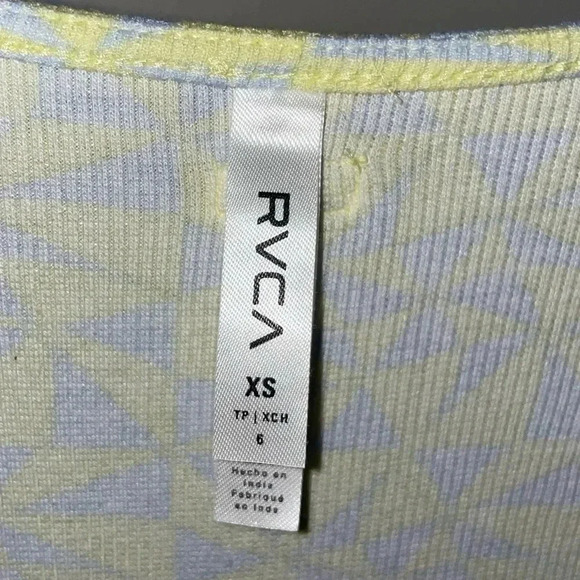 RVCA
XS
TP | XCH
6
Hecho en
India
Fabriqué
en Inde